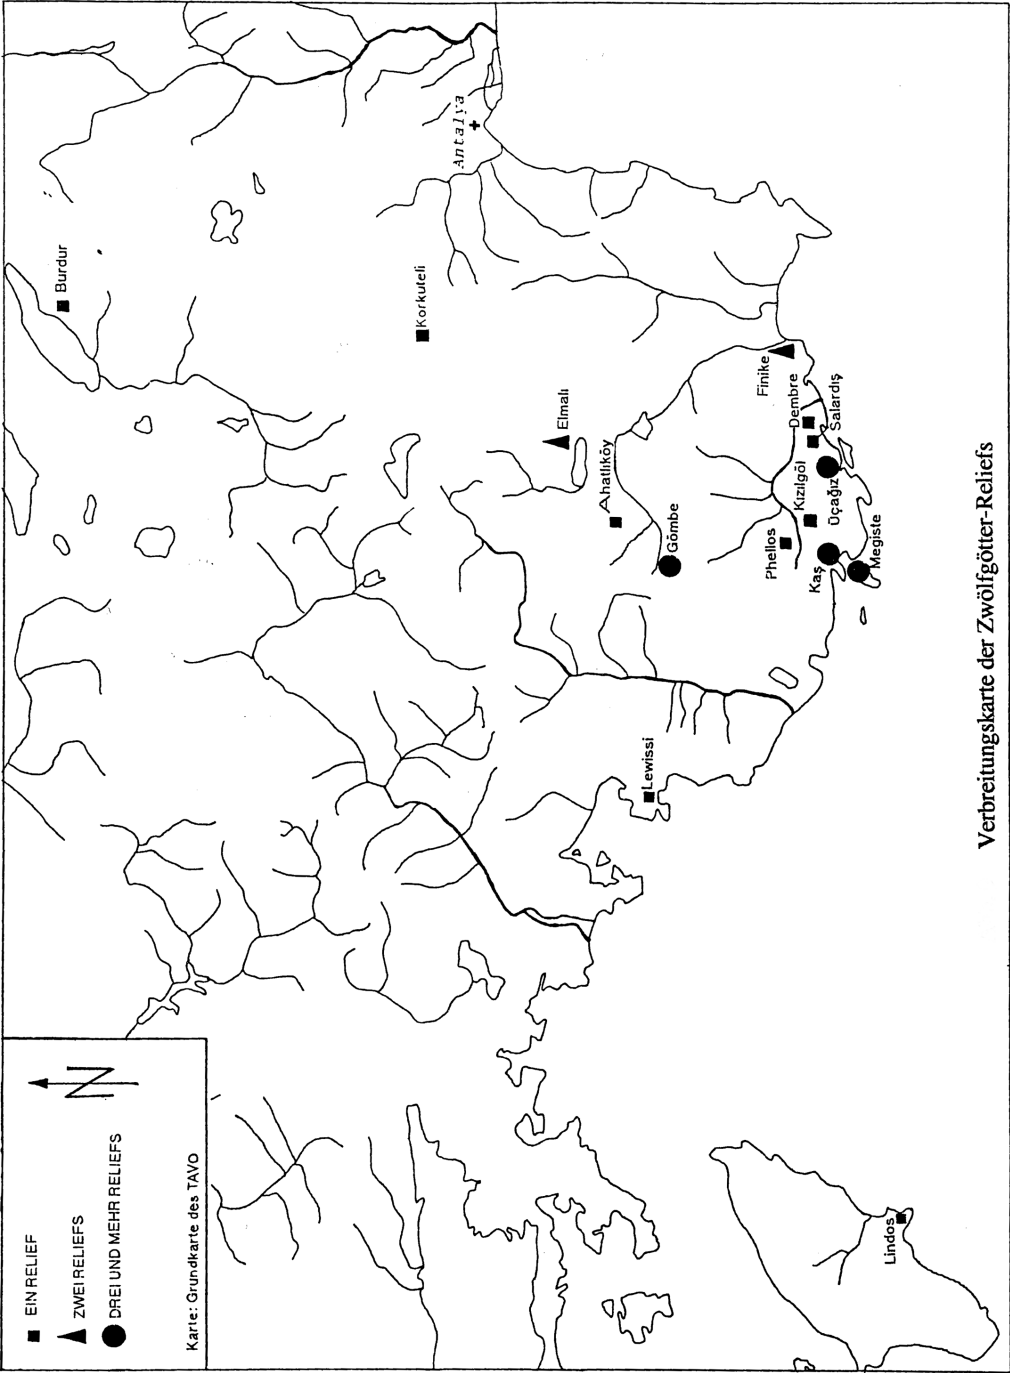 EIN RELIEF
ZWEI RELIEFS
DREI UND MEHR RELIEFS
N
Karte: Grundkarte des TAVO
Burdur
Antalya
Korkuteli
Elmalı
Ahatlıköy
Gömbe
Finike
Dembre
Salardış
Kızılgöl
Üçağız
Phellos
Kaş
Megiste
Lewissi
Lindos
Verbreitungskarte der Zwölfgötter-Reliefs